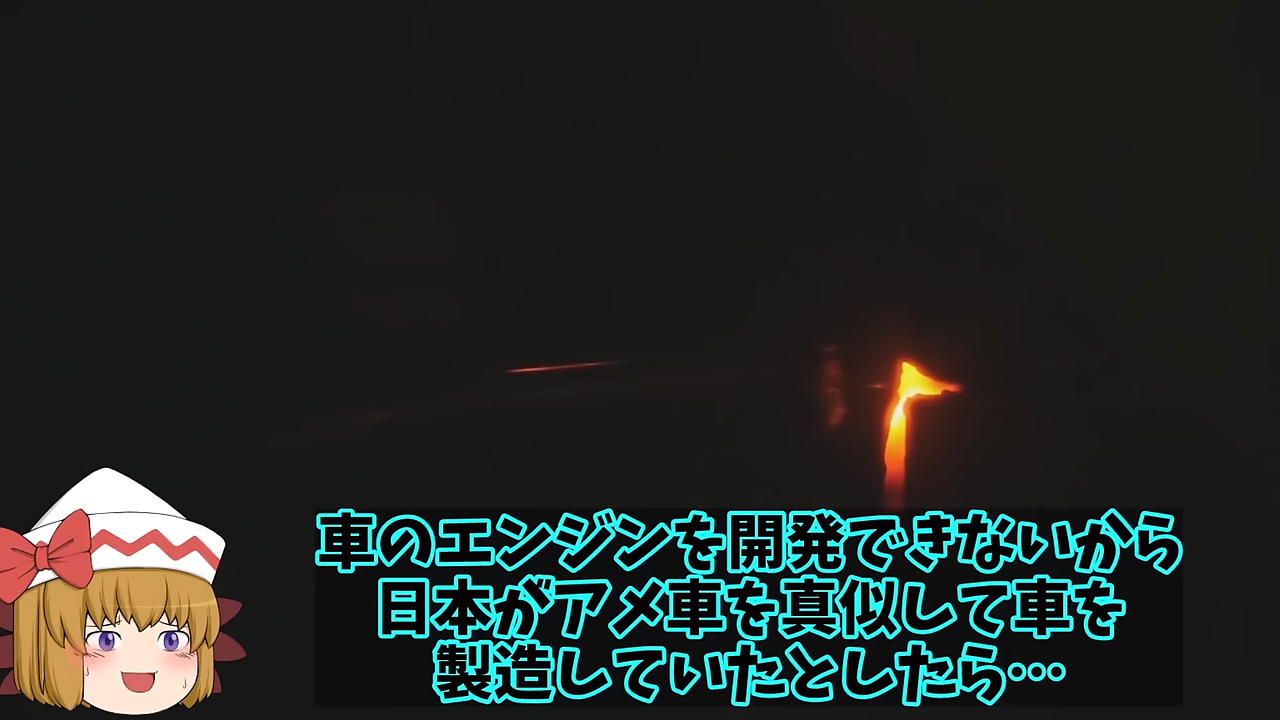 車のエンジンを開発できないから
日本がアメ車を真似して車を
製造していたとしたら…